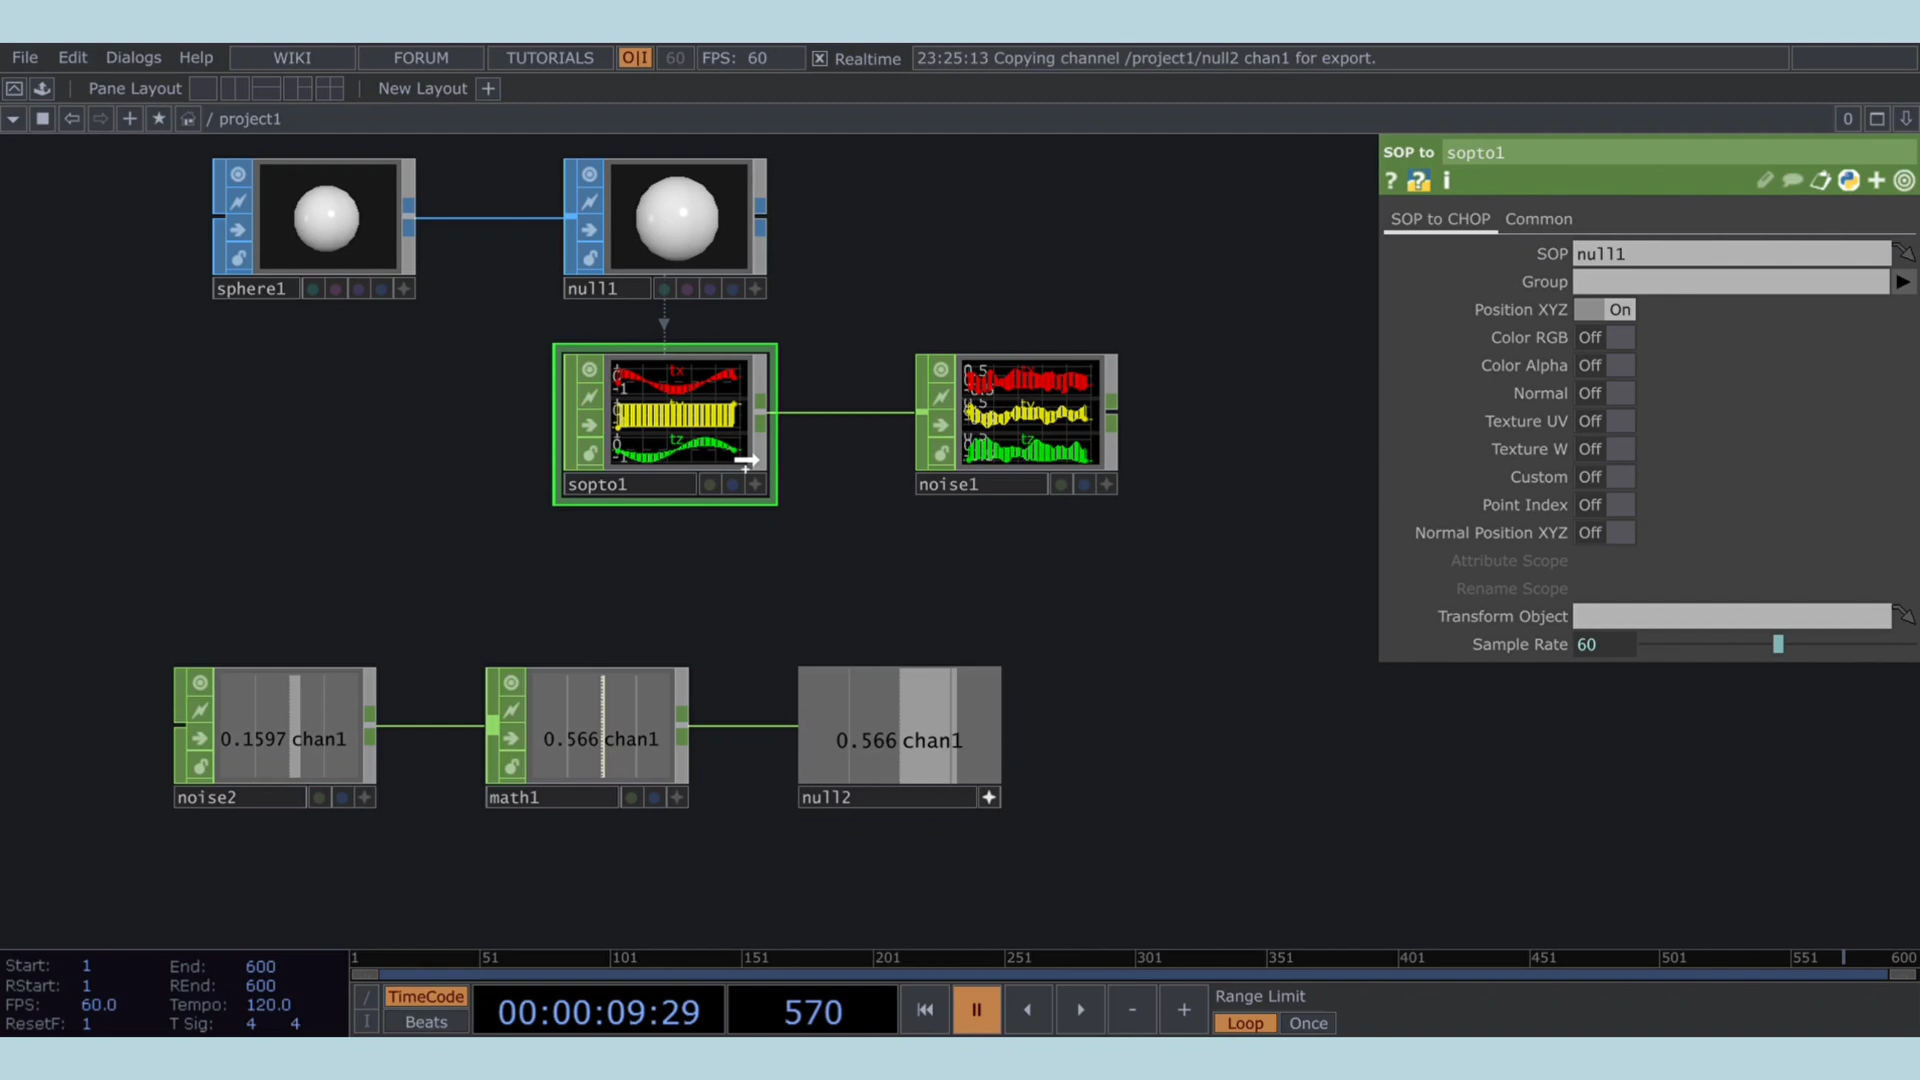 File Edit Dialogs Help WIKI FORUM TUTORIALS O|I 60 FPS: 60 Realtime 23:25:13 Copying channel /project1/null2 chan1 for export.
Pane Layout New Layout +
/ project1 0
SOP to sopto1
? ? i
SOP to CHOP Common
SOP null1
Group
Position XYZ On
Color RGB Off
Color Alpha Off
Normal Off
Texture UV Off
Texture W Off
Custom Off
Point Index Off
Normal Position XYZ Off
Attribute Scope
Rename Scope
Transform Object
Sample Rate 60
sphere1
null1
tx
tz
sopto1
tx
tz
noise1
0.1597 chan1
noise2
0.566 chan1
math1
0.566 chan1
null2
1 51 101 151 201 251 301 351 401 451 501 551 600
Start: 1 End: 600
RStart: 1 REnd: 600
FPS: 60.0 Tempo: 120.0
ResetF: 1 T Sig: 4 4
/
I
TimeCode
Beats
00:00:09:29
570
- +
Range Limit
Loop Once